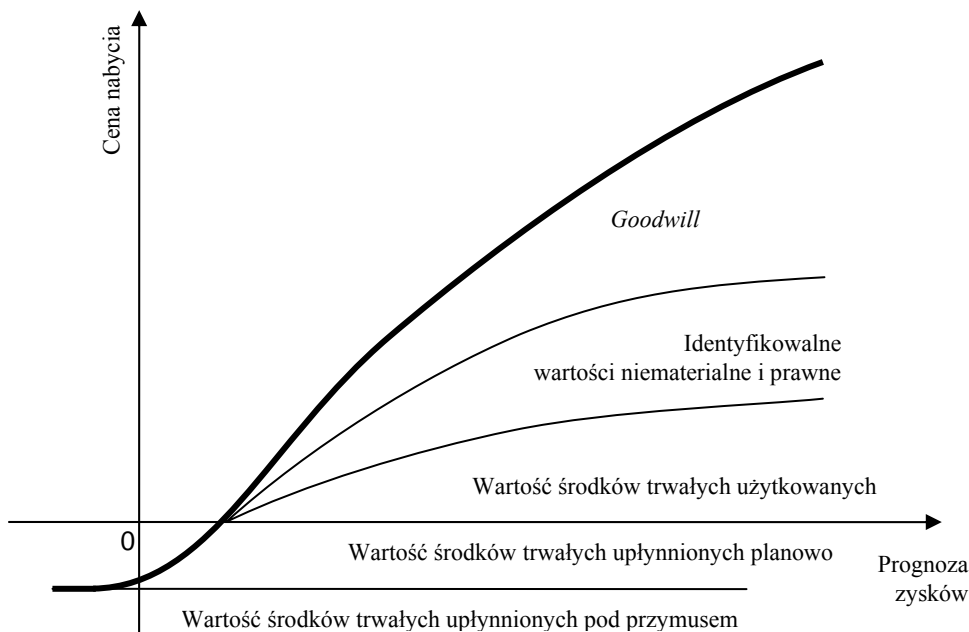 Cena nabycia
Goodwill
Identyfikowalne
wartości niematerialne i prawne
Wartość środków trwałych użytkowanych
0
Wartość środków trwałych upłynnionych planowo
Prognoza
zysków
Wartość środków trwałych upłynnionych pod przymusem